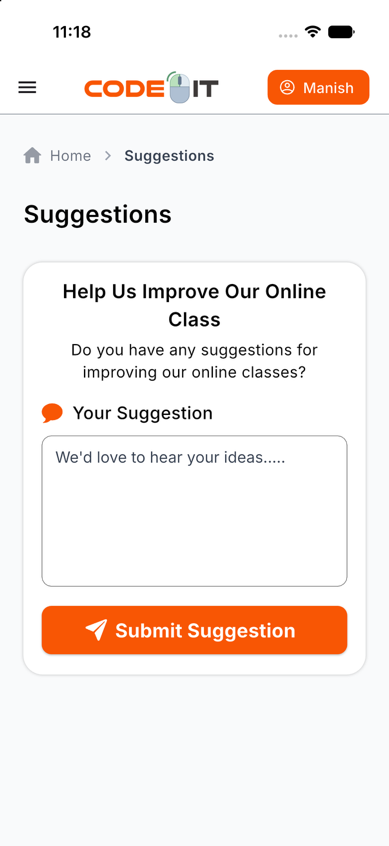 11:18
CODE IT
Manish
Home > Suggestions
Suggestions
Help Us Improve Our Online
Class
Do you have any suggestions for
improving our online classes?
Your Suggestion
We'd love to hear your ideas.....
Submit Suggestion